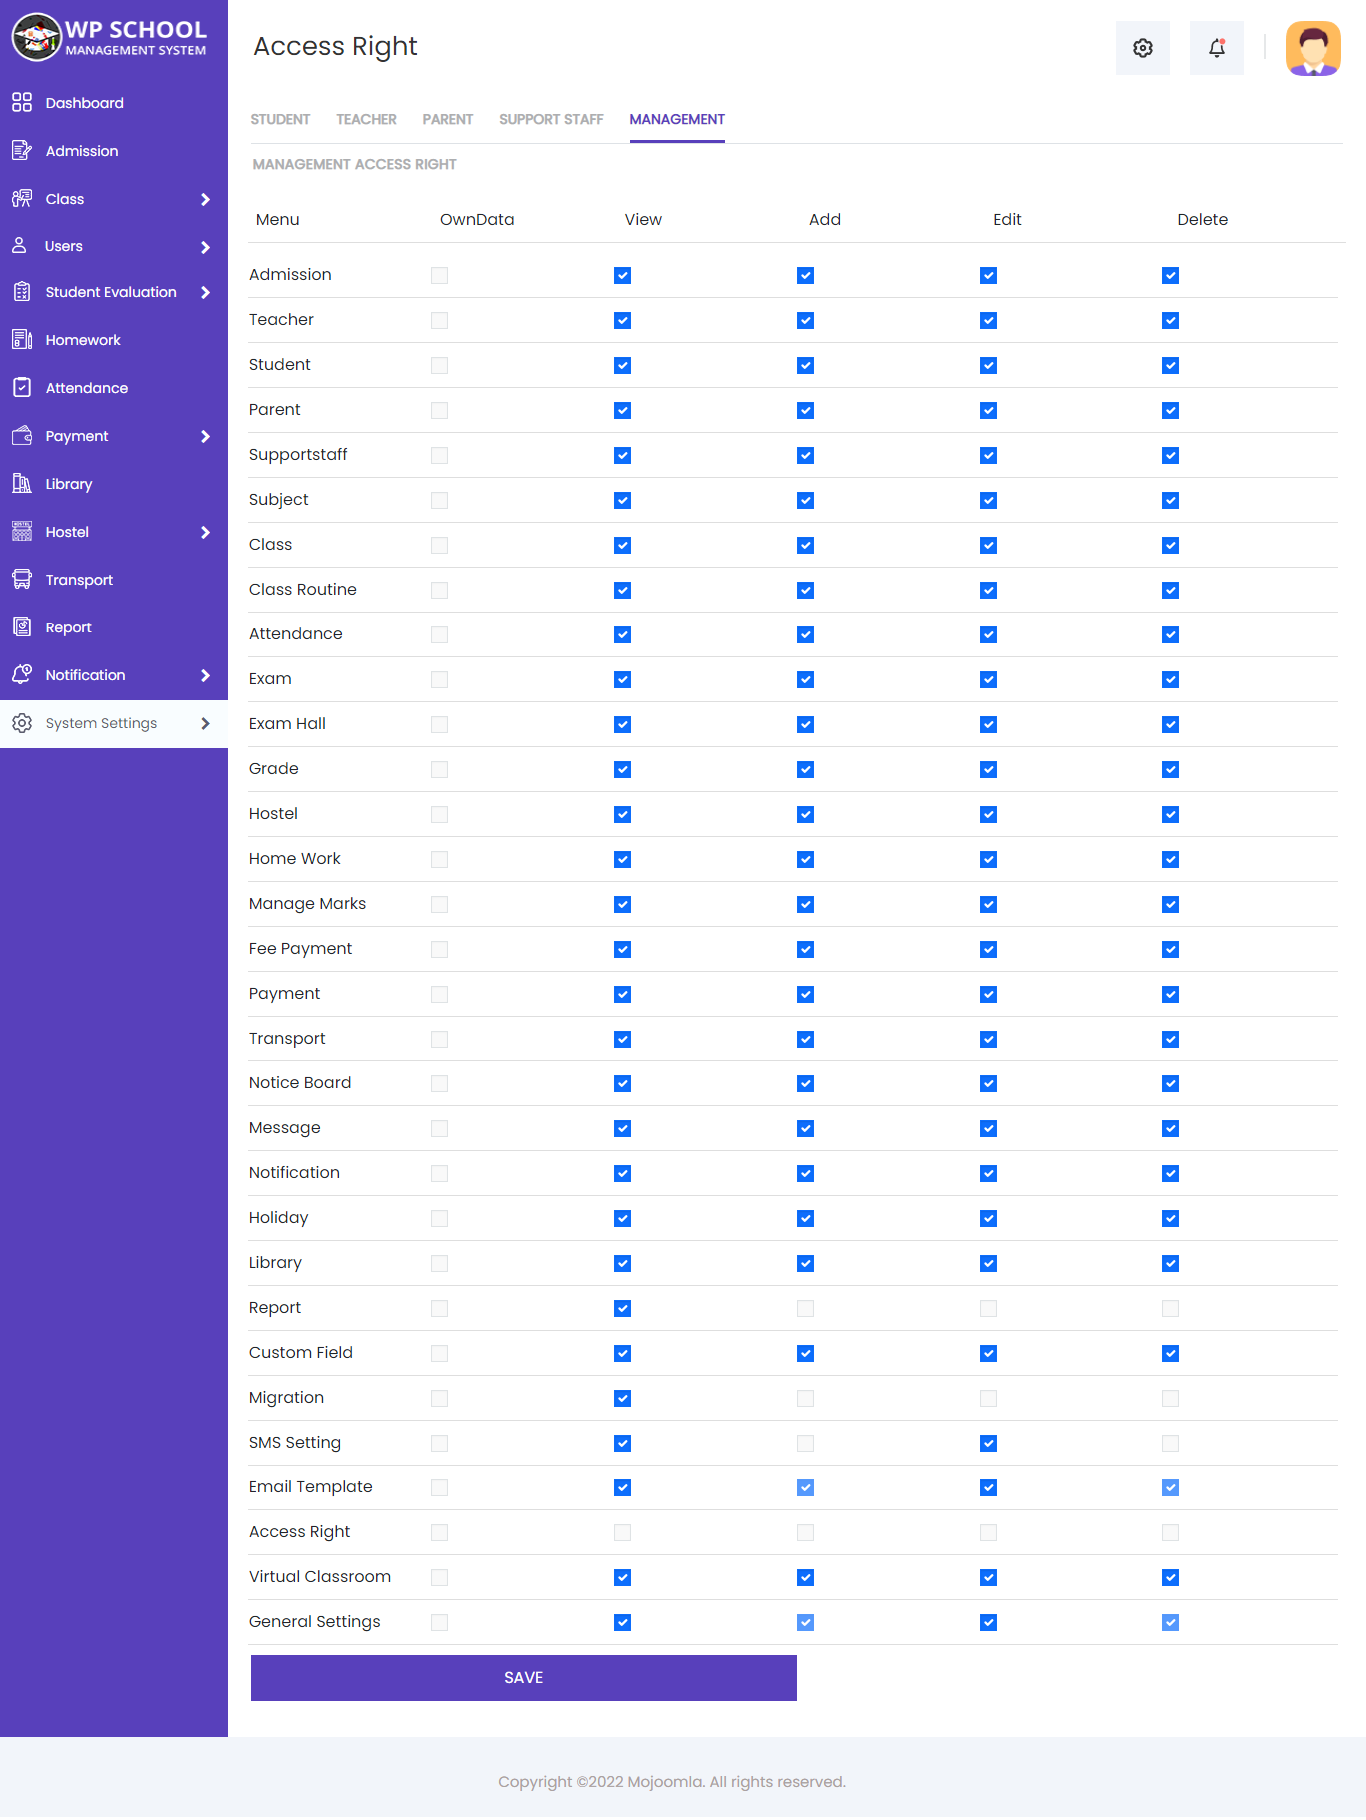 WP SCHOOL
MANAGEMENT SYSTEM
Dashboard
Admission
Class
Users
Student Evaluation
Homework
Attendance
Payment
Library
Hostel
Transport
Report
Notification
System Settings
Access Right
STUDENT TEACHER PARENT SUPPORT STAFF MANAGEMENT
MANAGEMENT ACCESS RIGHT
Menu OwnData View Add Edit Delete
Admission
Teacher
Student
Parent
Supportstaff
Subject
Class
Class Routine
Attendance
Exam
Exam Hall
Grade
Hostel
Home Work
Manage Marks
Fee Payment
Payment
Transport
Notice Board
Message
Notification
Holiday
Library
Report
Custom Field
Migration
SMS Setting
Email Template
Access Right
Virtual Classroom
General Settings
SAVE
Copyright ©2022 Mojoomla. All rights reserved.